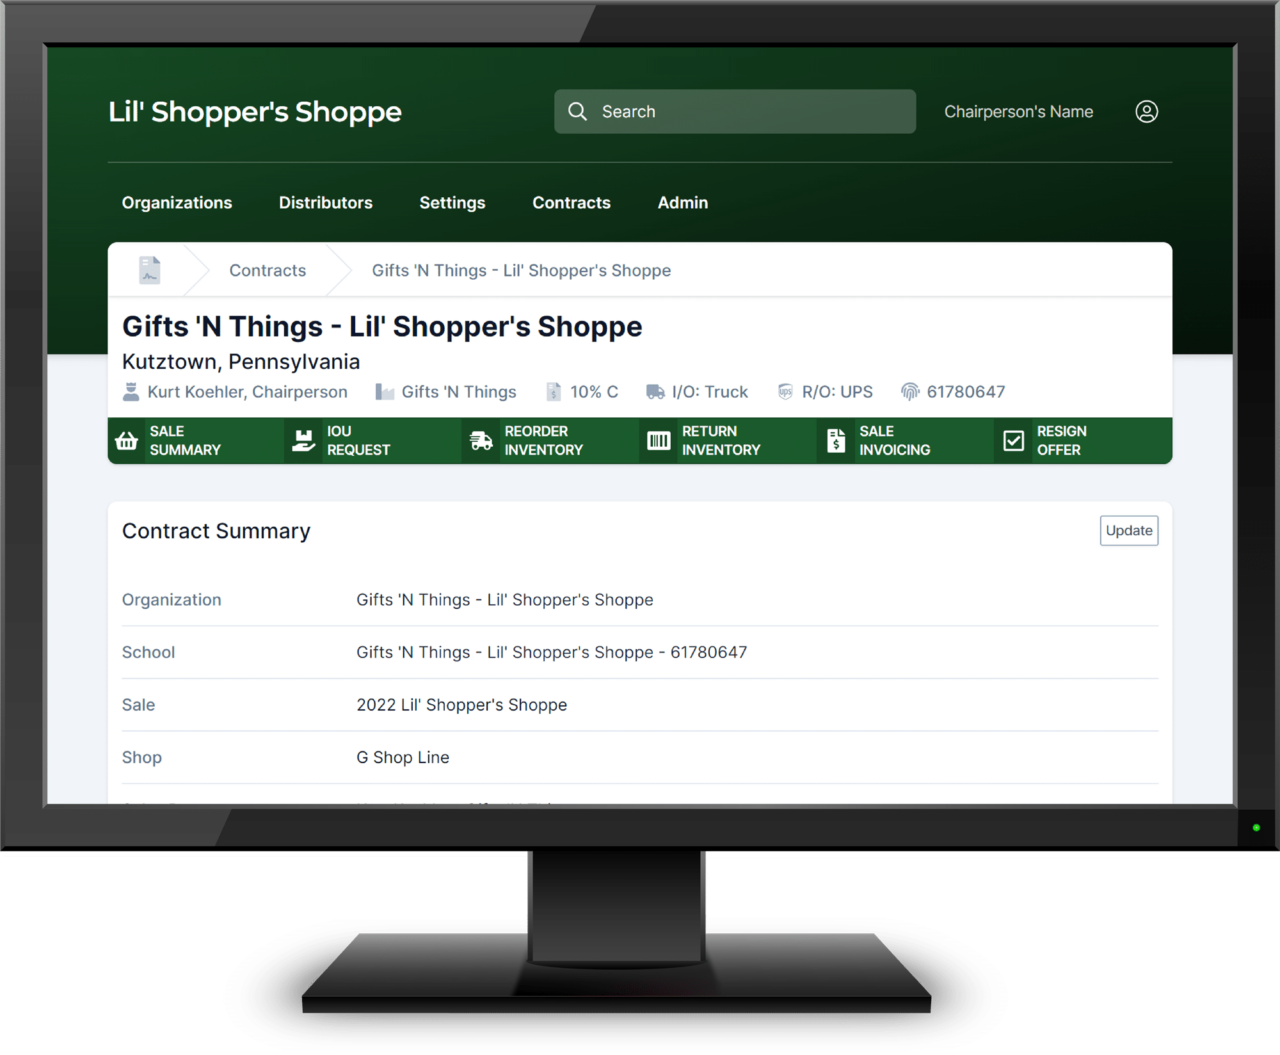 Lil' Shopper's Shoppe
Search
Chairperson's Name
Organizations Distributors Settings Contracts Admin
Contracts Gifts 'N Things - Lil' Shopper's Shoppe
Gifts 'N Things - Lil' Shopper's Shoppe
Kutztown, Pennsylvania
Kurt Koehler, Chairperson Gifts 'N Things 10% C I/O: Truck ups R/O: UPS 61780647
SALE SUMMARY
IOU REQUEST
REORDER INVENTORY
RETURN INVENTORY
SALE INVOICING
RESIGN OFFER
Contract Summary
Update
Organization Gifts 'N Things - Lil' Shopper's Shoppe
School Gifts 'N Things - Lil' Shopper's Shoppe - 61780647
Sale 2022 Lil' Shopper's Shoppe
Shop G Shop Line